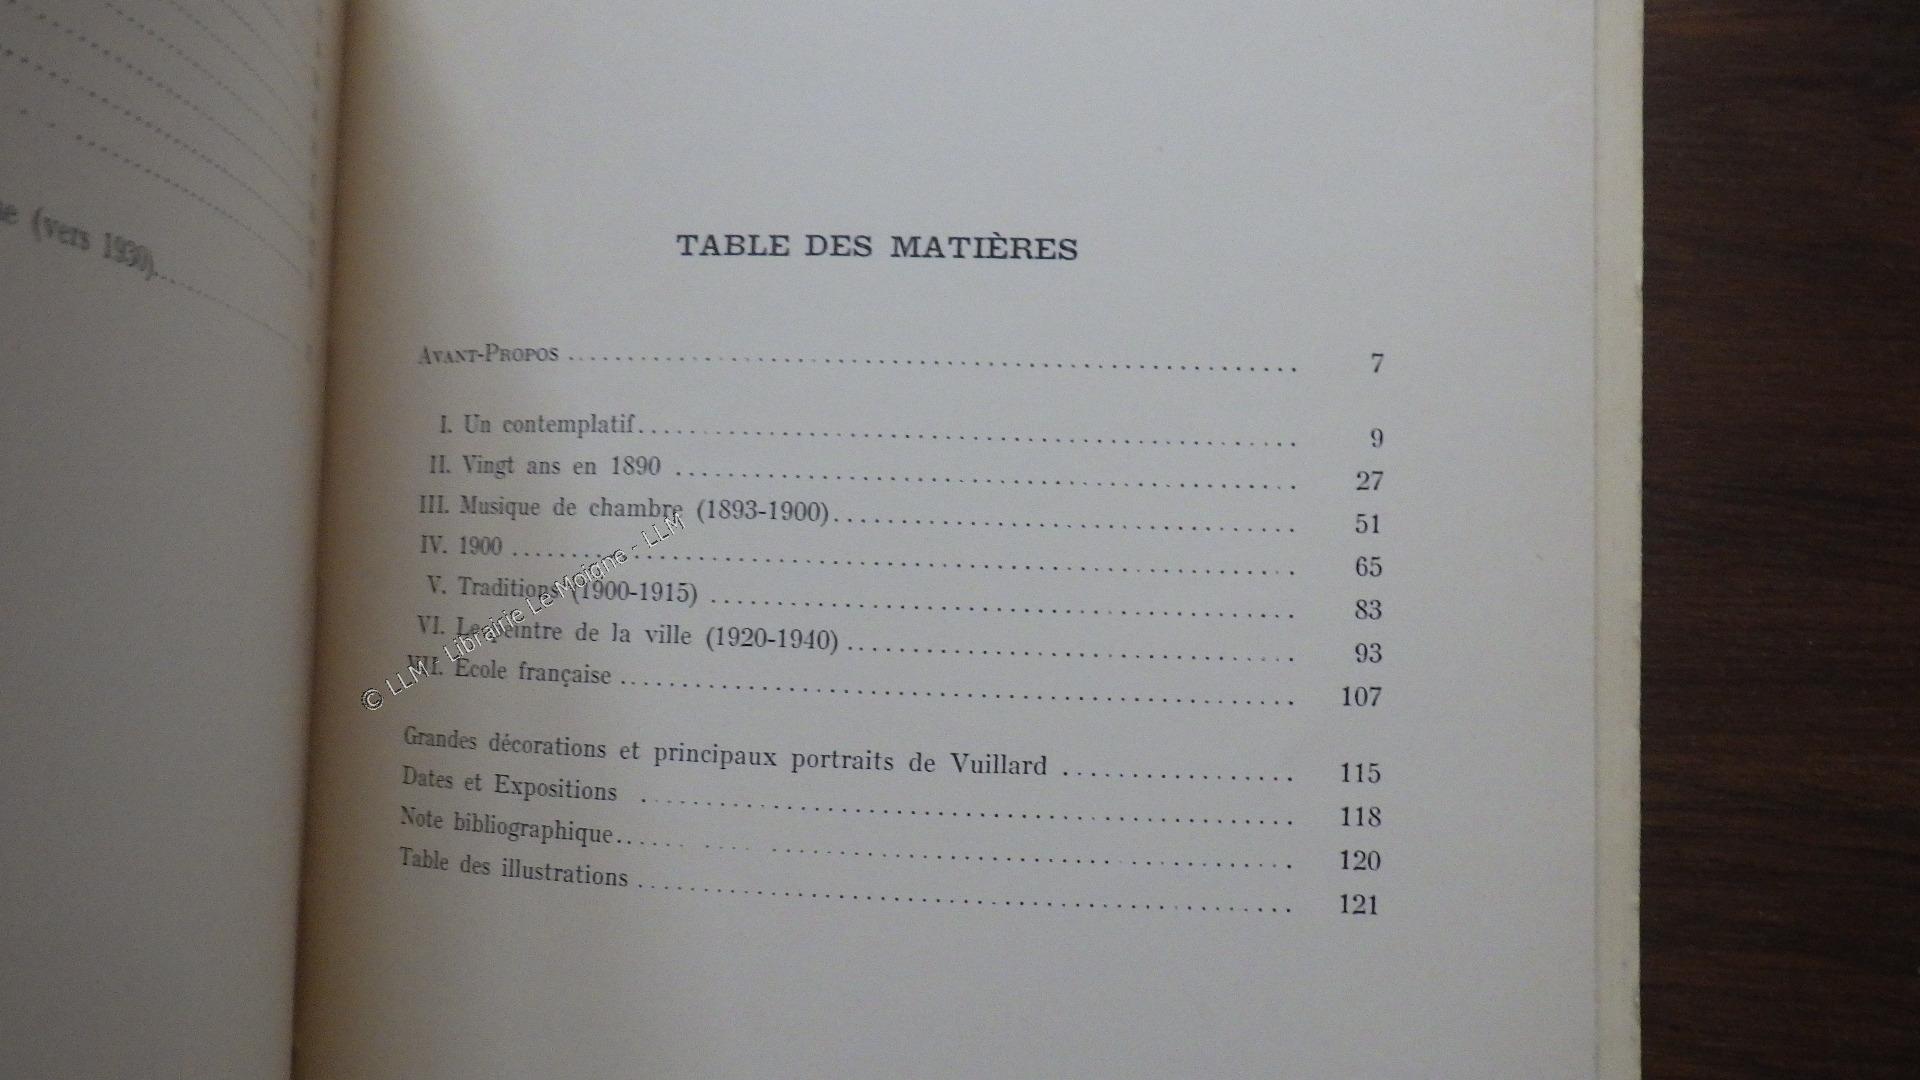 (vers 1930)
TABLE DES MATIÈRES
AVANT-PROPOS 7
I. Un contemplatif 9
II. Vingt ans en 1890 27
III. Musique de chambre (1893-1900) 51
IV. 1900 65
V. Traditions (1900-1915) 83
VI. Le peintre de la ville (1920-1940) 93
VII. École française 107
Grandes décorations et principaux portraits de Vuillard 115
Dates et Expositions 118
Note bibliographique 120
Table des illustrations 121
© LLM - Librairie Le Moigne - LLM